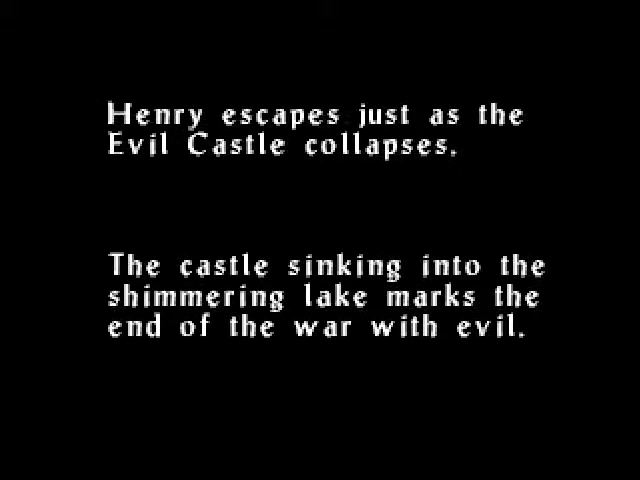 Henry escapes just as the
Evil Castle collapses.
The castle sinking into the
shimmering lake marks the
end of the war with evil.